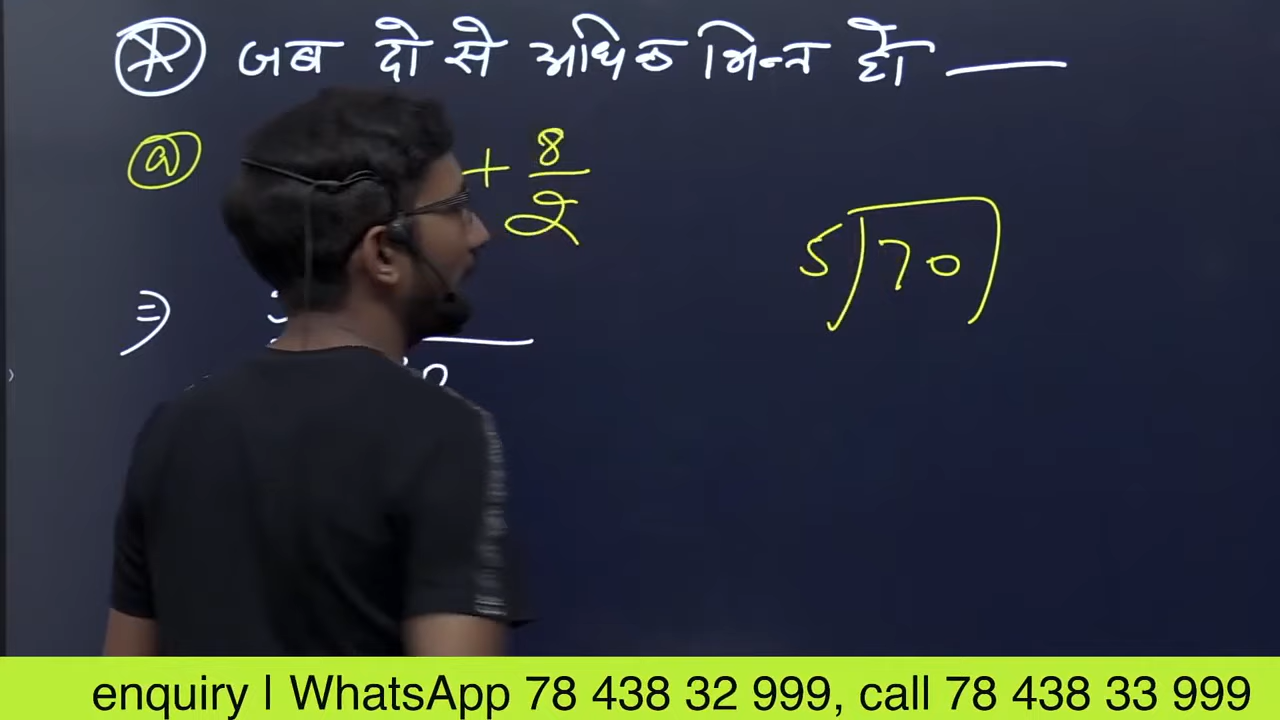 ★ जब दो से अधिक भिन्न हो —
(a) + 8/2
5)70(
⇒
enquiry I WhatsApp 78 438 32 999, call 78 438 33 999